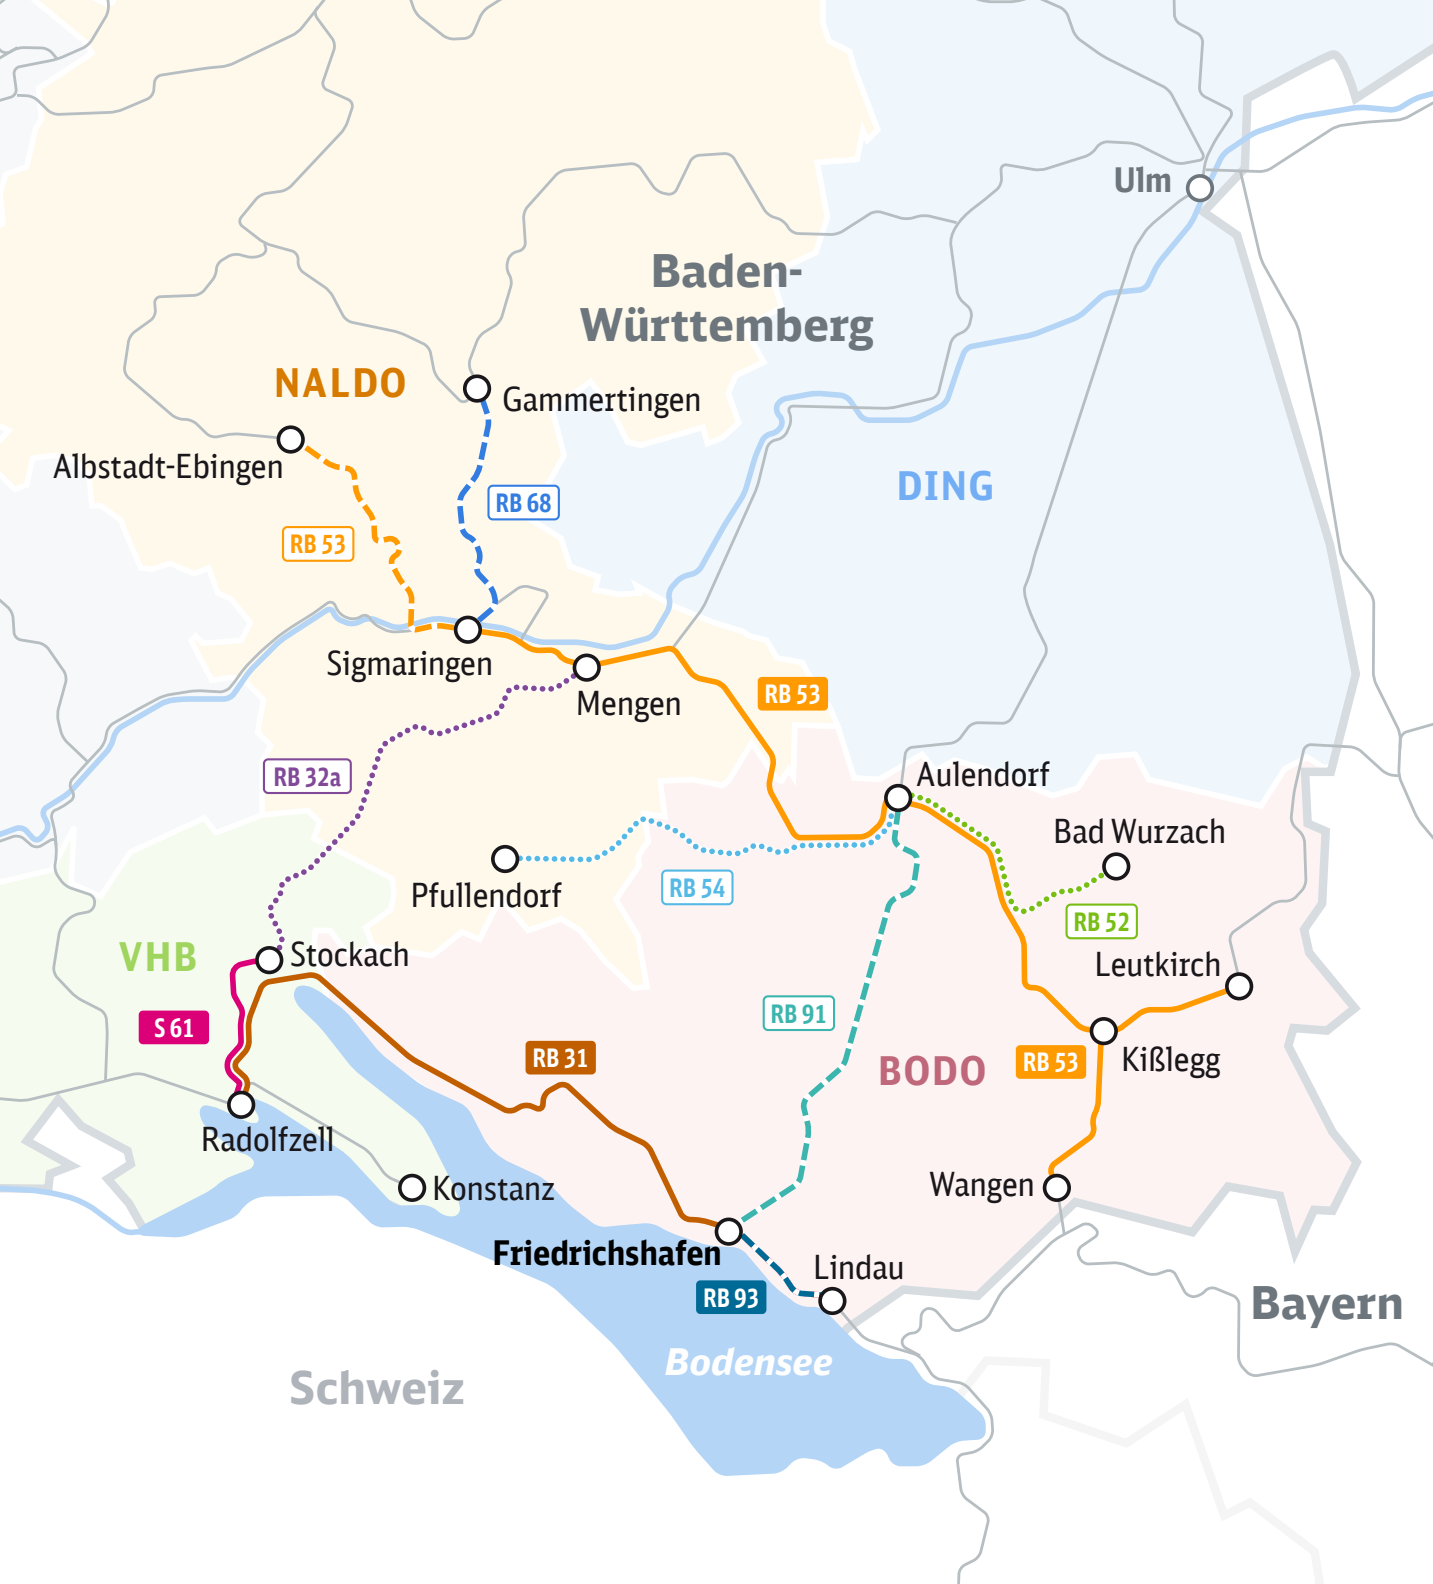 Ulm
Baden-
Württemberg
NALDO
Gammertingen
Albstadt-Ebingen
DING
RB 68
RB 53
Sigmaringen
Mengen
RB 53
RB 32a
Aulendorf
Bad Wurzach
Pfullendorf
RB 54
RB 52
VHB
Stockach
Leutkirch
S 61
RB 91
RB 31
BODO
RB 53
Kißlegg
Radolfzell
Konstanz
Wangen
Friedrichshafen
Lindau
RB 93
Bayern
Bodensee
Schweiz